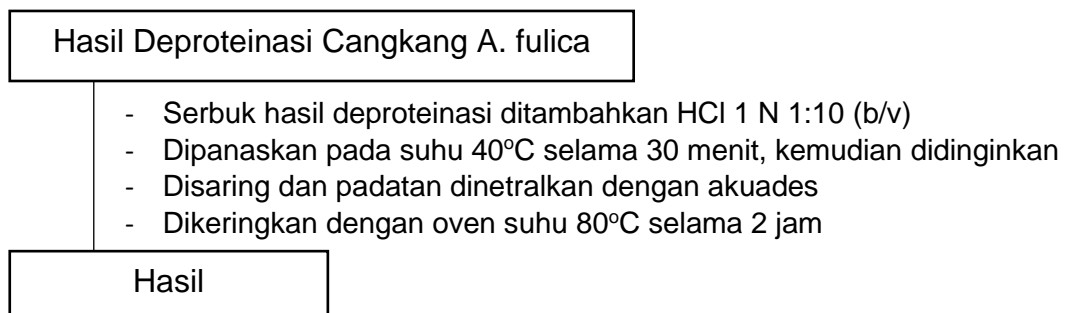 Hasil Deproteinasi Cangkang A. fulica
- Serbuk hasil deproteinasi ditambahkan HCl 1 N 1:10 (b/v)
- Dipanaskan pada suhu 40°C selama 30 menit, kemudian didinginkan
- Disaring dan padatan dinetralkan dengan akuades
- Dikeringkan dengan oven suhu 80°C selama 2 jam
Hasil